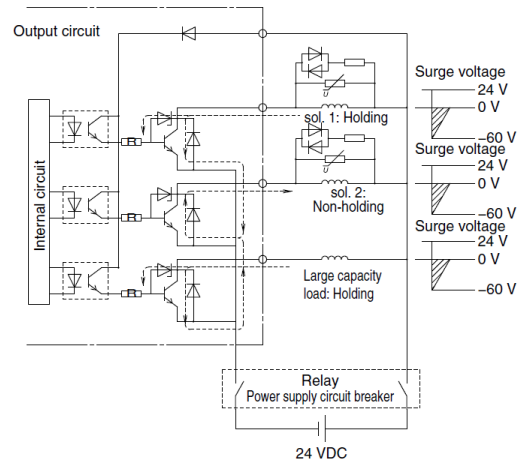 Output circuit
Internal circuit
R
R
R
sol. 1: Holding
U
sol. 2:
Non-holding
U
Large capacity
load: Holding
Surge voltage
24 V
0 V
–60 V
Surge voltage
24 V
0 V
–60 V
Surge voltage
24 V
0 V
–60 V
Relay
Power supply circuit breaker
24 VDC